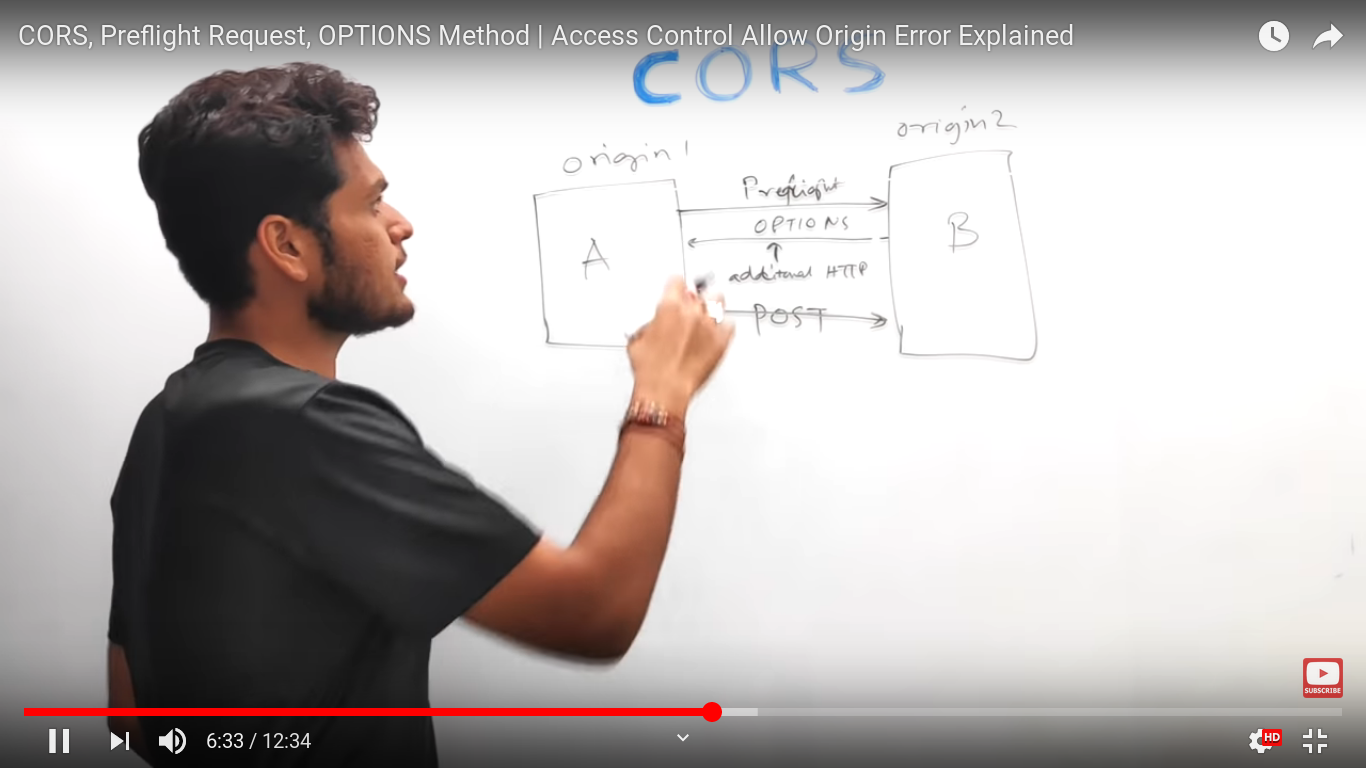 CORS, Preflight Request, OPTIONS Method | Access Control Allow Origin Error Explained
CORS
origin 1
origin 2
Preflight
OPTIONS
A
B
additional HTTP
POST
SUBSCRIBE
6:33 / 12:34
HD